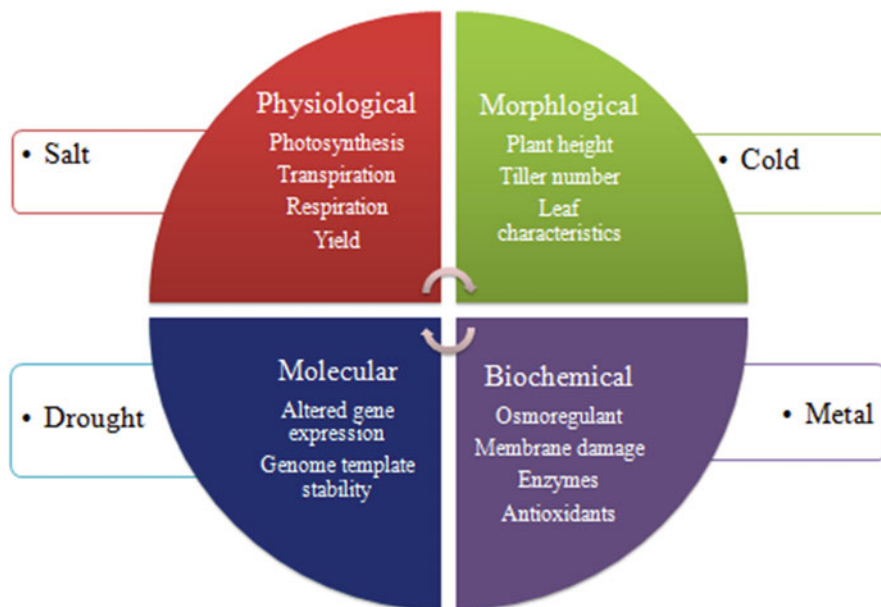 Physiological
Photosynthesis
Transpiration
Respiration
Yield
Morphlogical
Plant height
Tiller number
Leaf
characteristics
• Salt
• Cold
Molecular
Altered gene
expression
Genome template
stability
Biochemical
Osmoregulant
Membrane damage
Enzymes
Antioxidants
• Drought
• Metal